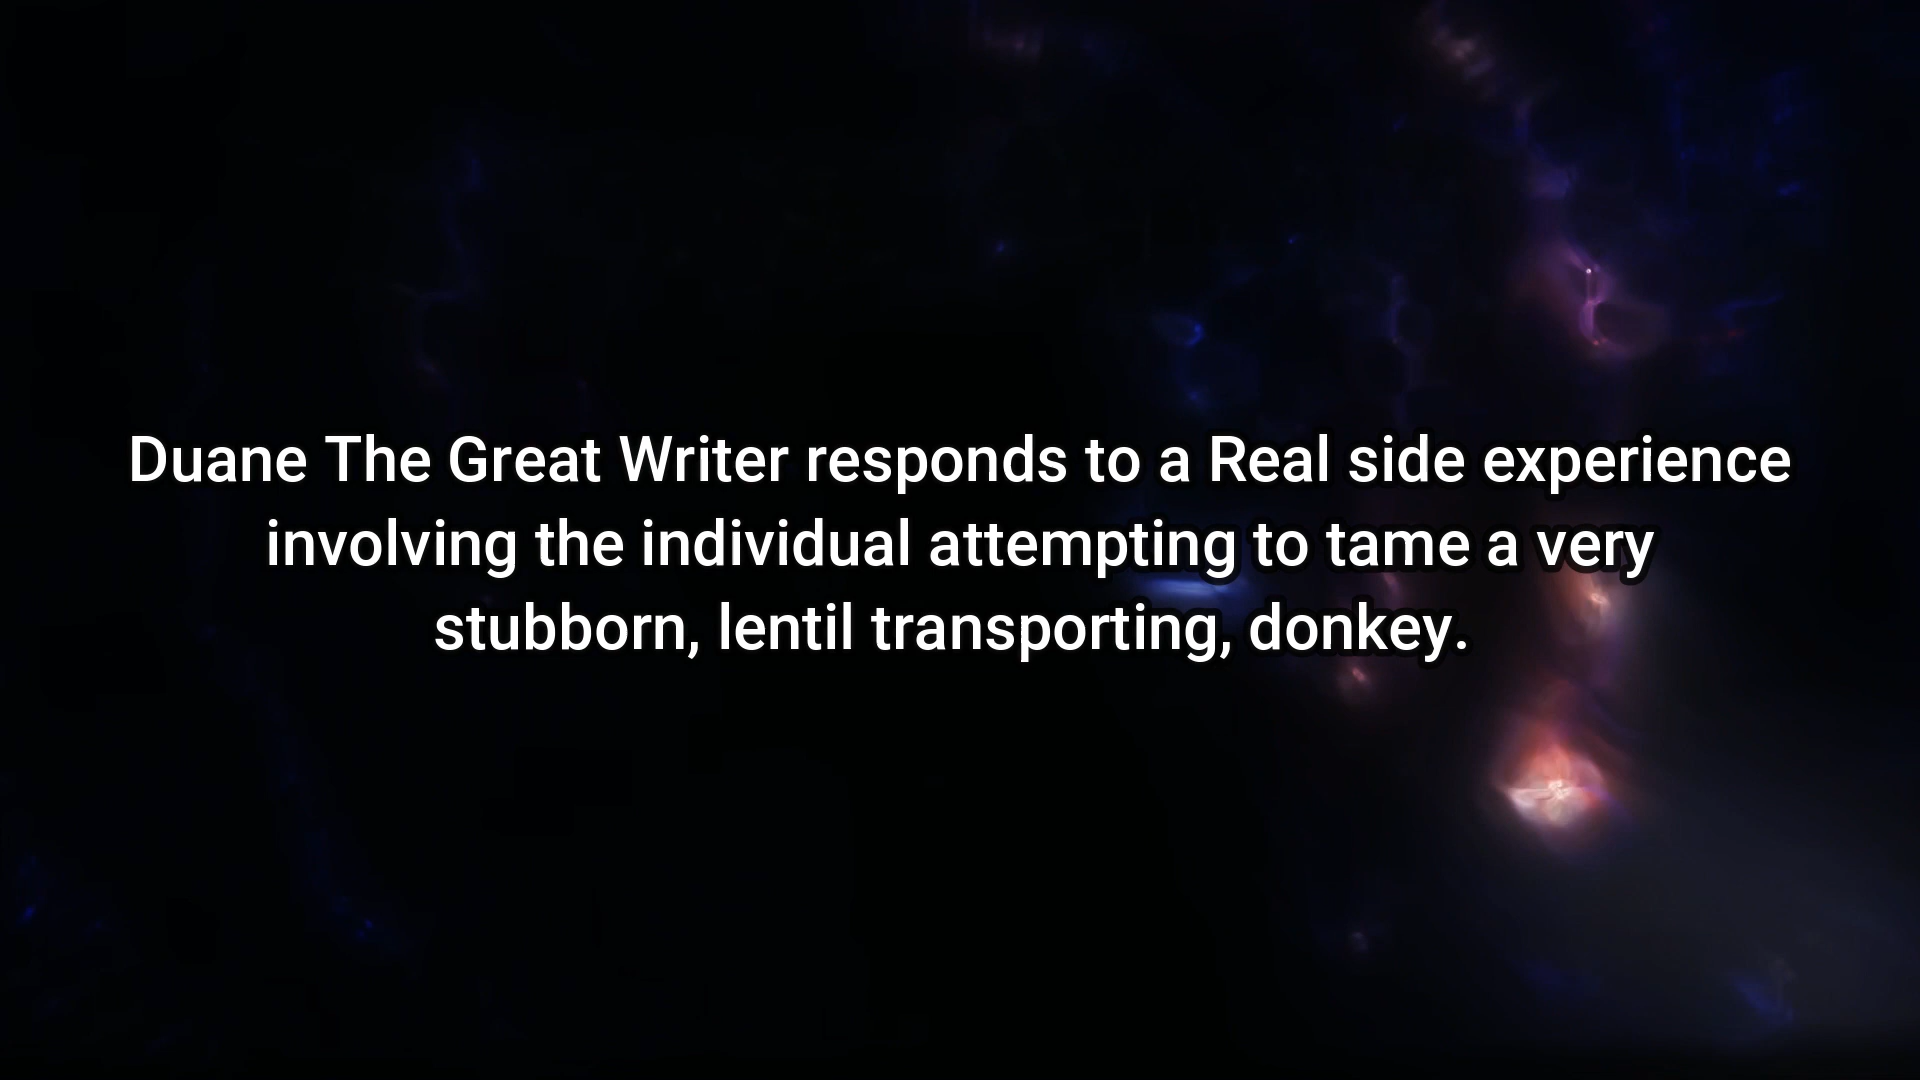 Duane The Great Writer responds to a Real side experience
involving the individual attempting to tame a very
stubborn, lentil transporting, donkey.